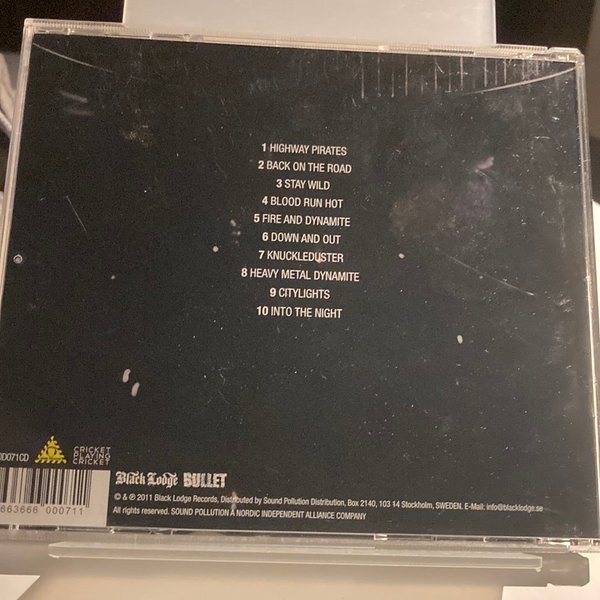 1 HIGHWAY PIRATES
2 BACK ON THE ROAD
3 STAY WILD
4 BLOOD RUN HOT
5 FIRE AND DYNAMITE
6 DOWN AND OUT
7 KNUCKLEDUSTER
8 HEAVY METAL DYNAMITE
9 CITYLIGHTS
10 INTO THE NIGHT
D071CD
CRICKET
PLAYING
CRICKET
Black Lodge BULLET
© & ℗ 2011 Black Lodge Records, Distributed by Sound Pollution Distribution, Box 2140, 103 14 Stockholm, SWEDEN. E-Mail: info@blacklodge.se
All rights reserved. SOUND POLLUTION A NORDIC INDEPENDENT ALLIANCE COMPANY
663666 000711